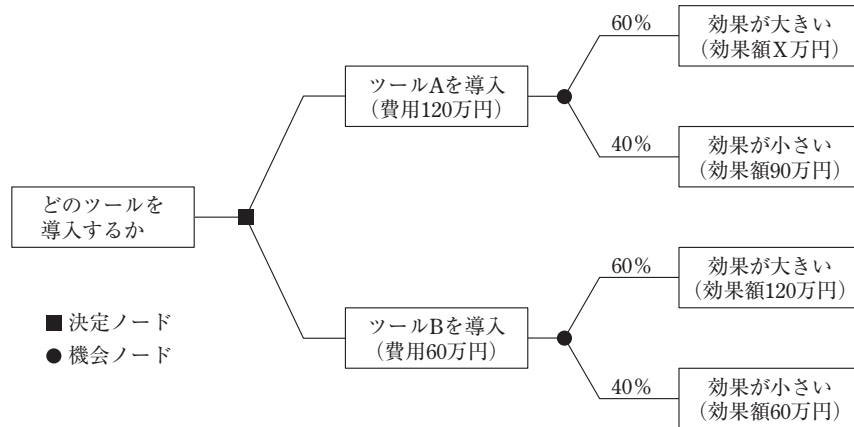 60%
効果が大きい
(効果額X万円)
ツールAを導入
(費用120万円)
40%
効果が小さい
(効果額90万円)
どのツールを
導入するか
60%
効果が大きい
(効果額120万円)
■ 決定ノード
● 機会ノード
ツールBを導入
(費用60万円)
40%
効果が小さい
(効果額60万円)